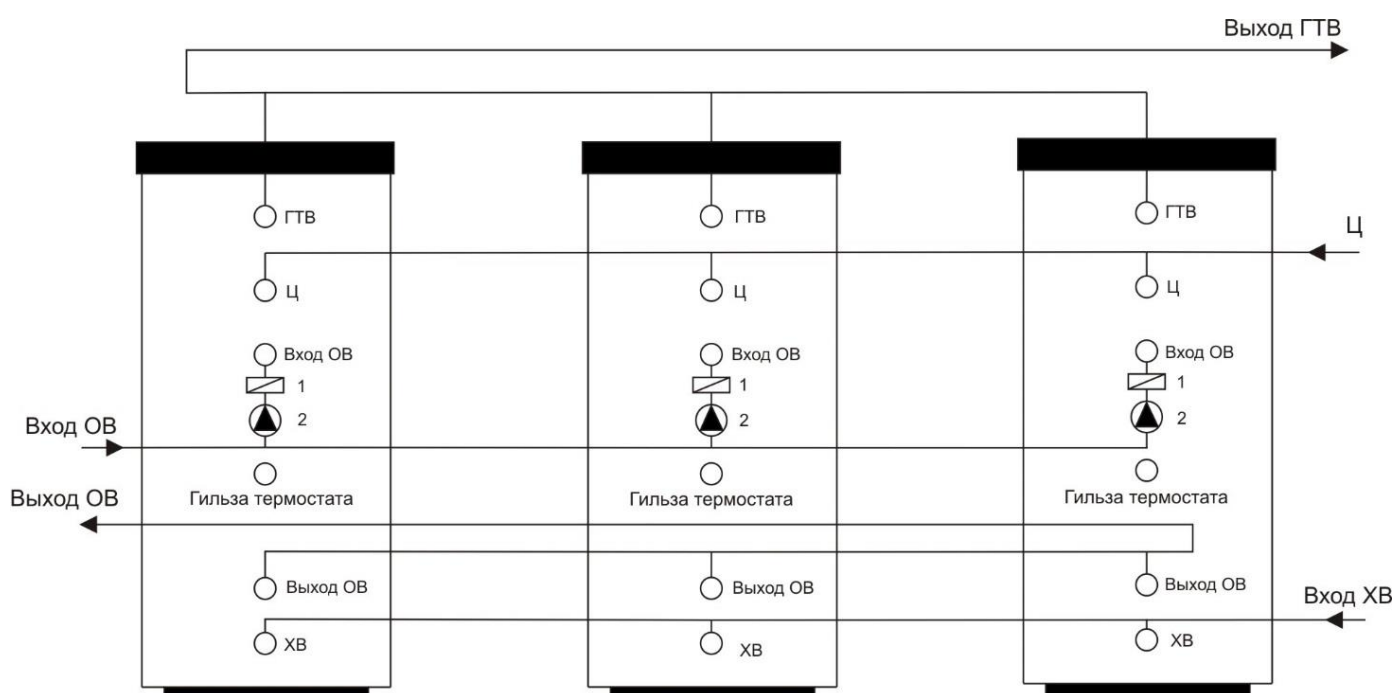 Выход ГТВ
ГТВ
ГТВ
ГТВ
Ц
Ц
Ц
Ц
Вход ОВ
Вход ОВ
Вход ОВ
1
1
1
2
2
2
Вход ОВ
Гильза термостата
Гильза термостата
Гильза термостата
Выход ОВ
Выход ОВ
Выход ОВ
Выход ОВ
Вход ХВ
ХВ
ХВ
ХВ